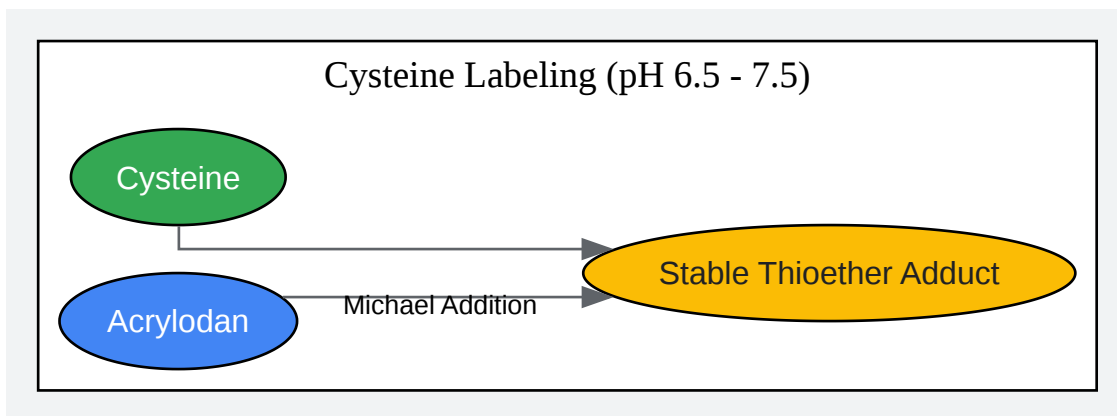 Cysteine Labeling (pH 6.5 - 7.5)
Cysteine
Stable Thioether Adduct
Acrylodan
Michael Addition